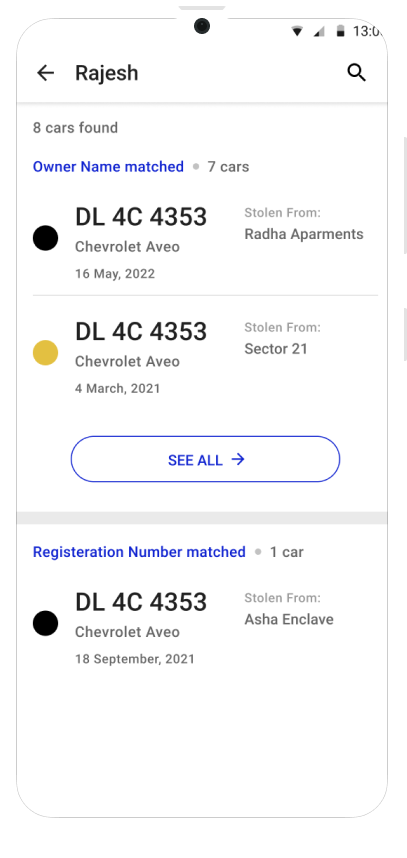 13:0
Rajesh
8 cars found
Owner Name matched • 7 cars
DL 4C 4353
Stolen From:
Chevrolet Aveo
Radha Aparments
16 May, 2022
DL 4C 4353
Stolen From:
Chevrolet Aveo
Sector 21
4 March, 2021
SEE ALL →
Registeration Number matched • 1 car
DL 4C 4353
Stolen From:
Chevrolet Aveo
Asha Enclave
18 September, 2021